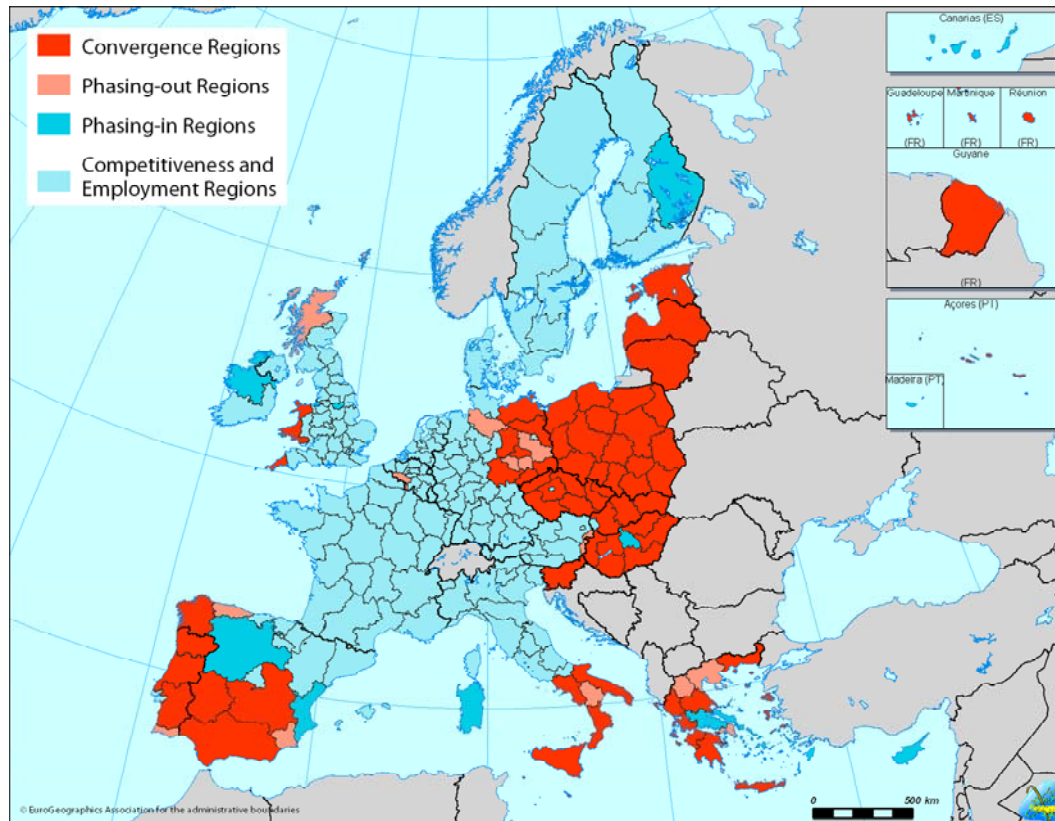 Convergence Regions
Phasing-out Regions
Phasing-in Regions
Competitiveness and
Employment Regions
Canarias (ES)
Guadeloupe
Martinique
Réunion
(FR)
(FR)
(FR)
Guyane
(FR)
Açores (PT)
Madeira (PT)
© EuroGeographics Association for the administrative boundaries
0
500 km